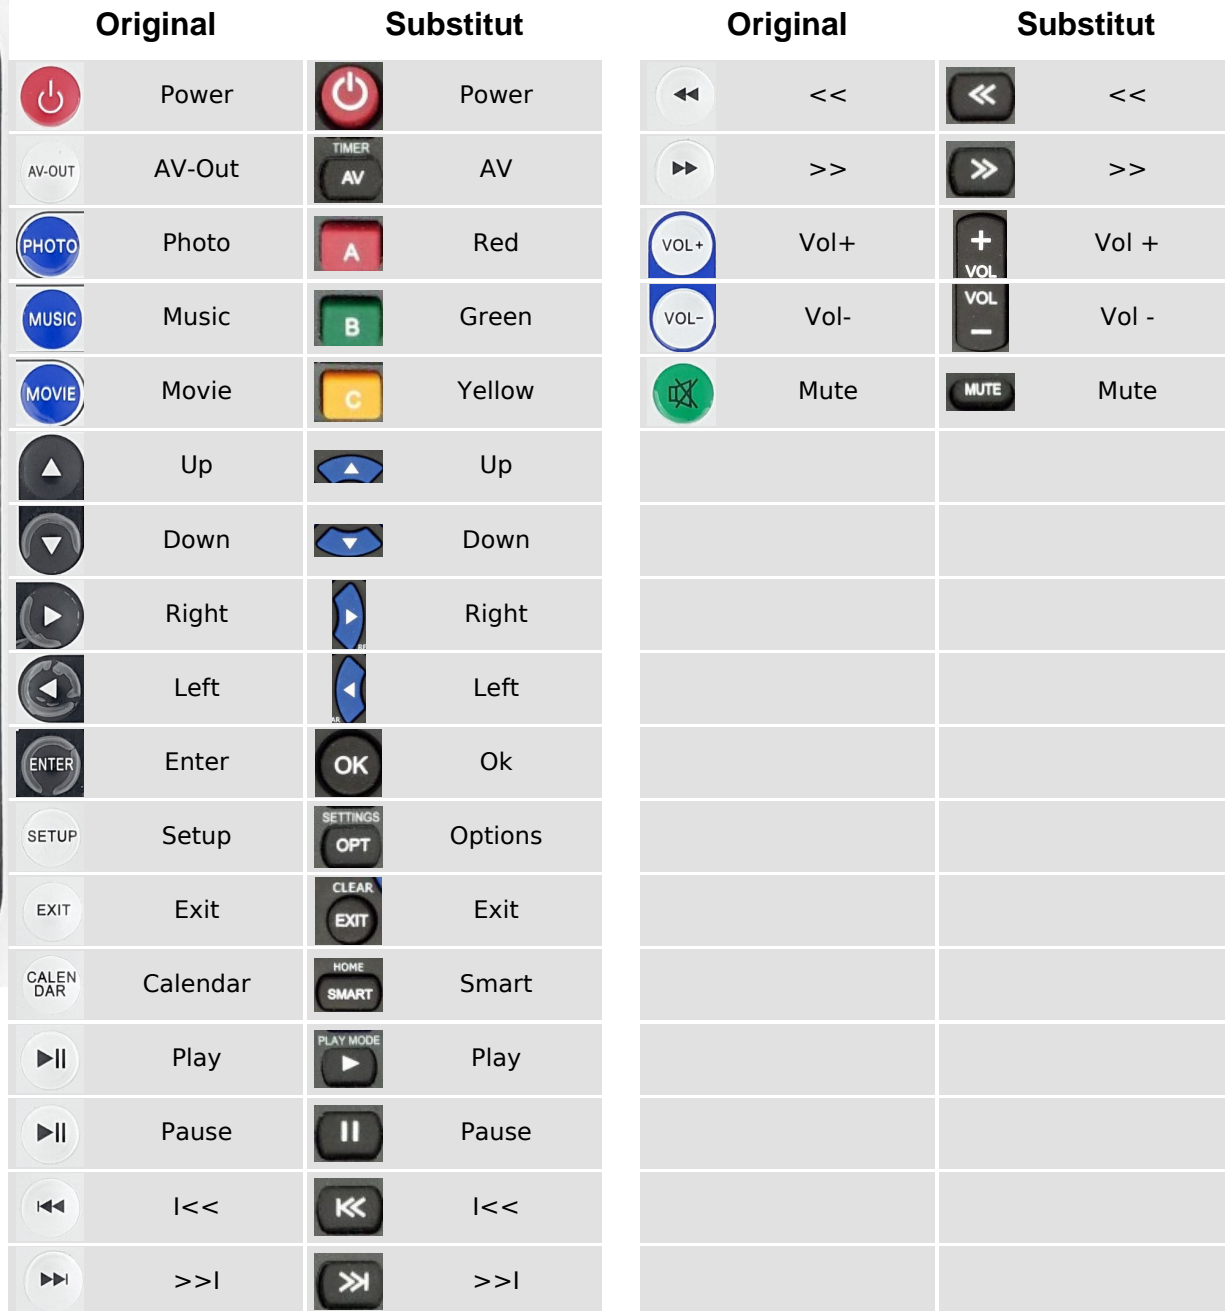 Original Substitut Original Substitut
Power Power << <<
AV-OUT AV-Out TIMER AV AV >> >>
PHOTO Photo A Red VOL+ Vol+ + VOL Vol +
MUSIC Music B Green VOL- Vol- VOL − Vol -
MOVIE Movie C Yellow Mute MUTE Mute
Up Up
Down Down
Right Right
Left Left
ENTER Enter OK Ok
SETUP Setup SETTINGS OPT Options
EXIT Exit CLEAR EXIT Exit
CALEN DAR Calendar HOME SMART Smart
Play PLAY MODE Play
Pause Pause
I<< I<<
>>I >>I